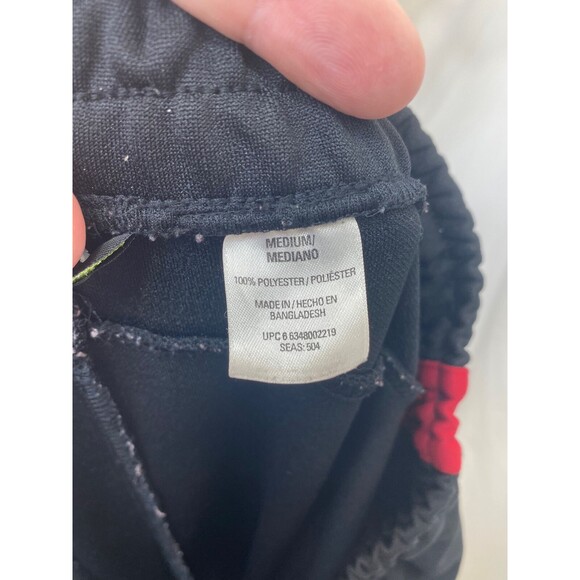 MEDIUM/
MEDIANO
100% POLYESTER / POLIÉSTER
MADE IN / HECHO EN
BANGLADESH
UPC 6 6348002219
SEAS: 504